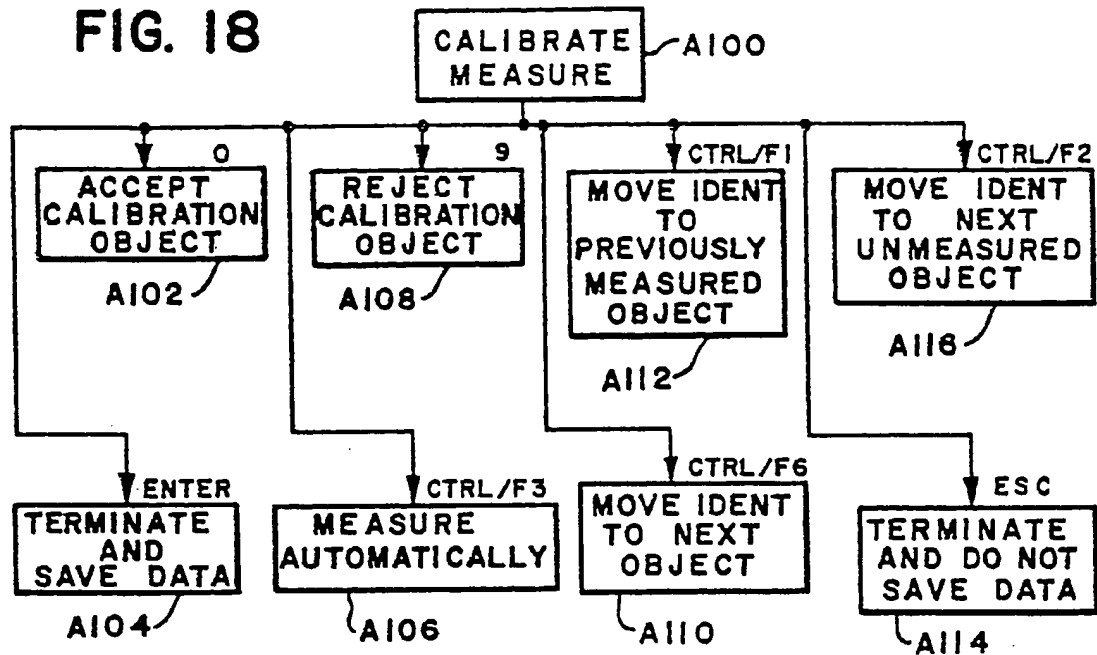 FIG. 18
CALIBRATE
MEASURE
A100
0
ACCEPT
CALIBRATION
OBJECT
A102
9
REJECT
CALIBRATION
OBJECT
A108
CTRL/F1
MOVE IDENT
TO
PREVIOUSLY
MEASURED
OBJECT
A112
CTRL/F2
MOVE IDENT
TO NEXT
UNMEASURED
OBJECT
A116
ENTER
TERMINATE
AND
SAVE DATA
A104
CTRL/F3
MEASURE
AUTOMATICALLY
A106
CTRL/F6
MOVE IDENT
TO NEXT
OBJECT
A110
ESC
TERMINATE
AND DO NOT
SAVE DATA
A114